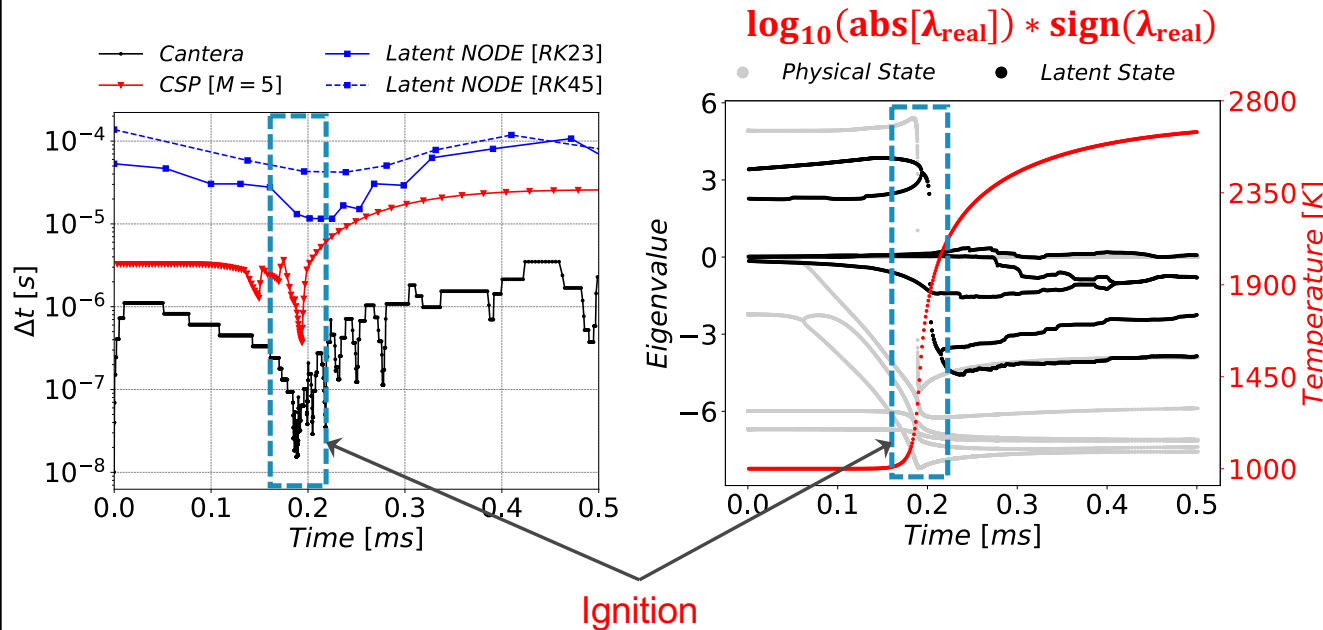 log₁₀(abs[λ_real]) * sign(λ_real)
Cantera
CSP [M = 5]
Latent NODE [RK23]
Latent NODE [RK45]
Physical State
Latent State
10⁻⁴
10⁻⁵
10⁻⁶
10⁻⁷
10⁻⁸
Δt [s]
0.0 0.1 0.2 0.3 0.4 0.5
Time [ms]
6
3
0
−3
−6
Eigenvalue
0.0 0.1 0.2 0.3 0.4 0.5
Time [ms]
2800
2350
1900
1450
1000
Temperature [K]
Ignition